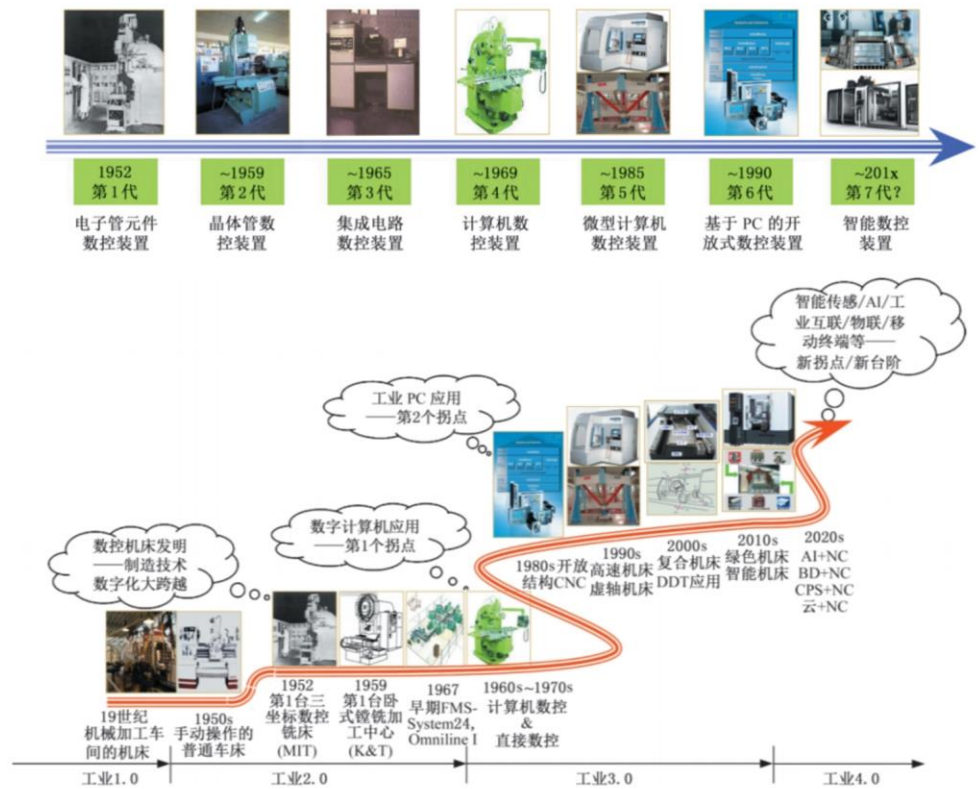 1952
第1代
~1959
第2代
~1965
第3代
~1969
第4代
~1985
第5代
~1990
第6代
~201x
第7代?
电子管元件
数控装置
晶体管数
控装置
集成电路
数控装置
计算机数
控装置
微型计算机
数控装置
基于 PC 的开
放式数控装置
智能数控
装置
智能传感/AI/工
业互联/物联/移
动终端等——
新拐点/新台阶
工业 PC 应用
——第2个拐点
数字计算机应用
——第1个拐点
数控机床发明
——制造技术
数字化大跨越
19世纪
机械加工车
间的机床
1950s
手动操作的
普通车床
1952
第1台三
坐标数控
铣床
(MIT)
1959
第1台卧
式镗铣加
工中心
(K&T)
1967
早期FMS-
System24,
Omniline I
1960s~1970s
计算机数控
&
直接数控
1980s开放
结构CNC
1990s
高速机床
虚轴机床
2000s
复合机床
DDT应用
2010s
绿色机床
智能机床
2020s
AI+NC
BD+NC
CPS+NC
云+NC
工业1.0
工业2.0
工业3.0
工业4.0